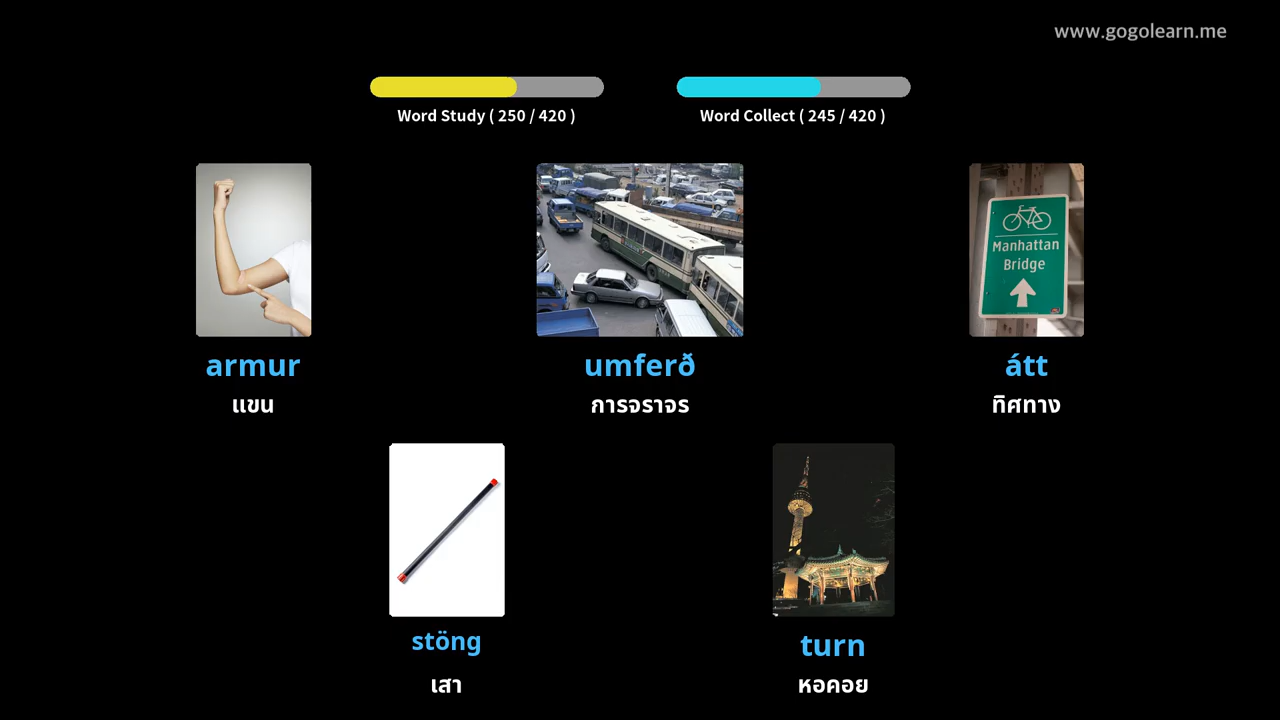 www.gogolearn.me
Word Study ( 250 / 420 )
Word Collect ( 245 / 420 )
Manhattan
Bridge
armur
แขน
umferð
การจราจร
átt
ทิศทาง
stöng
เสา
turn
หอคอย